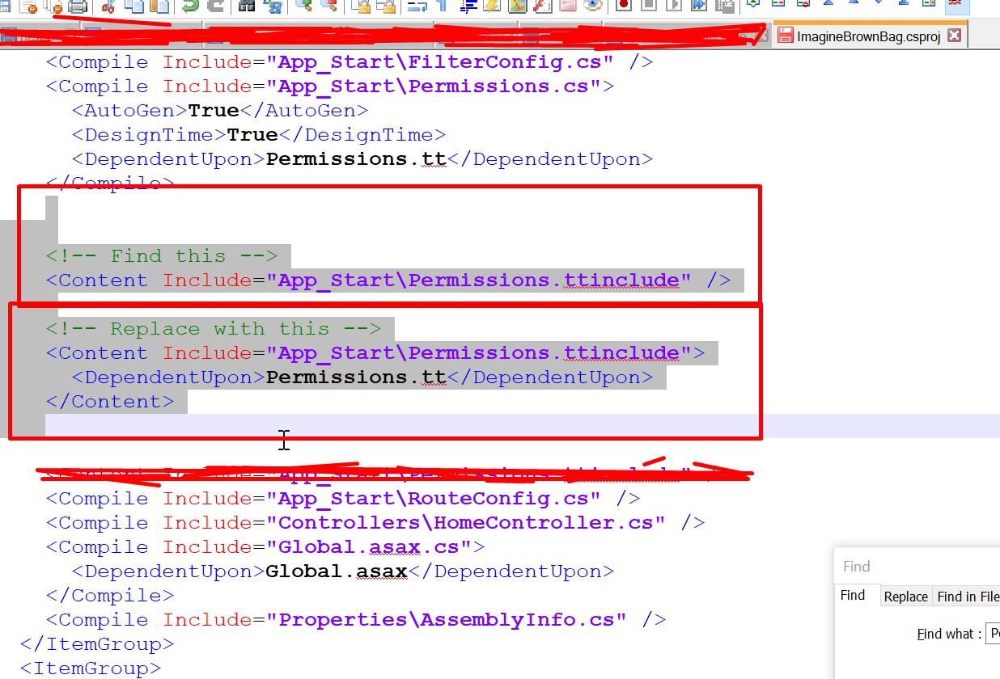 ImagineBrownBag.csproj
<Compile Include="App_Start\FilterConfig.cs" />
<Compile Include="App_Start\Permissions.cs">
<AutoGen>True</AutoGen>
<DesignTime>True</DesignTime>
<DependentUpon>Permissions.tt</DependentUpon>
</Compile>
<!-- Find this -->
<Content Include="App_Start\Permissions.ttinclude" />
<!-- Replace with this -->
<Content Include="App_Start\Permissions.ttinclude">
<DependentUpon>Permissions.tt</DependentUpon>
</Content>
<Compile Include="App_Start\RouteConfig.cs" />
<Compile Include="Controllers\HomeController.cs" />
<Compile Include="Global.asax.cs">
<DependentUpon>Global.asax</DependentUpon>
</Compile>
<Compile Include="Properties\AssemblyInfo.cs" />
</ItemGroup>
<ItemGroup>
Find
Find Replace Find in File
Find what :